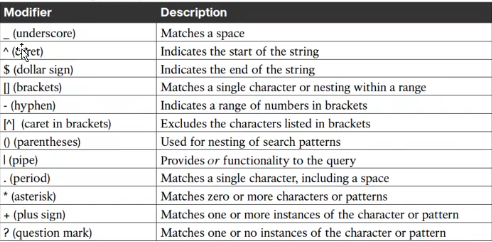 Modifier Description
_ (underscore) Matches a space
^ (caret) Indicates the start of the string
$ (dollar sign) Indicates the end of the string
[] (brackets) Matches a single character or nesting within a range
- (hyphen) Indicates a range of numbers in brackets
[^] (caret in brackets) Excludes the characters listed in brackets
() (parentheses) Used for nesting of search patterns
| (pipe) Provides or functionality to the query
. (period) Matches a single character, including a space
* (asterisk) Matches zero or more characters or patterns
+ (plus sign) Matches one or more instances of the character or pattern
? (question mark) Matches one or no instances of the character or pattern